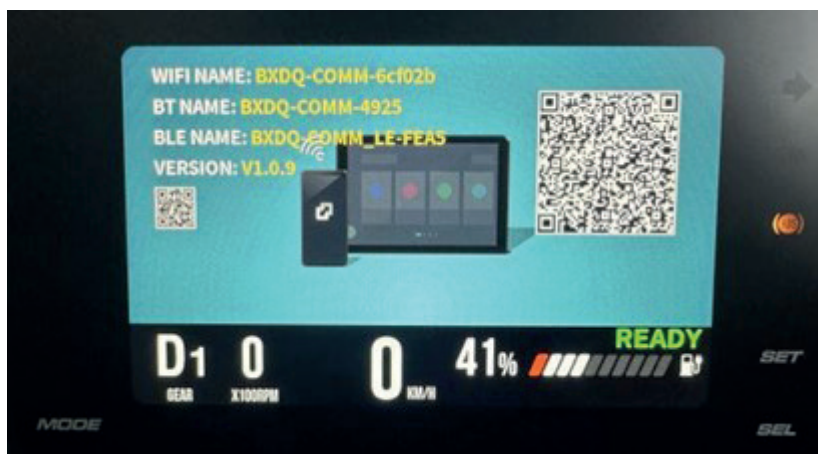 WIFI NAME: BXDQ-COMM-6cf02b
BT NAME: BXDQ-COMM-4925
BLE NAME: BXDQ-COMM_LE-FEA5
VERSION: V1.0.9
READY
D1 0 0 41%
GEAR X100RPM KM/H
SET
MODE
SEL